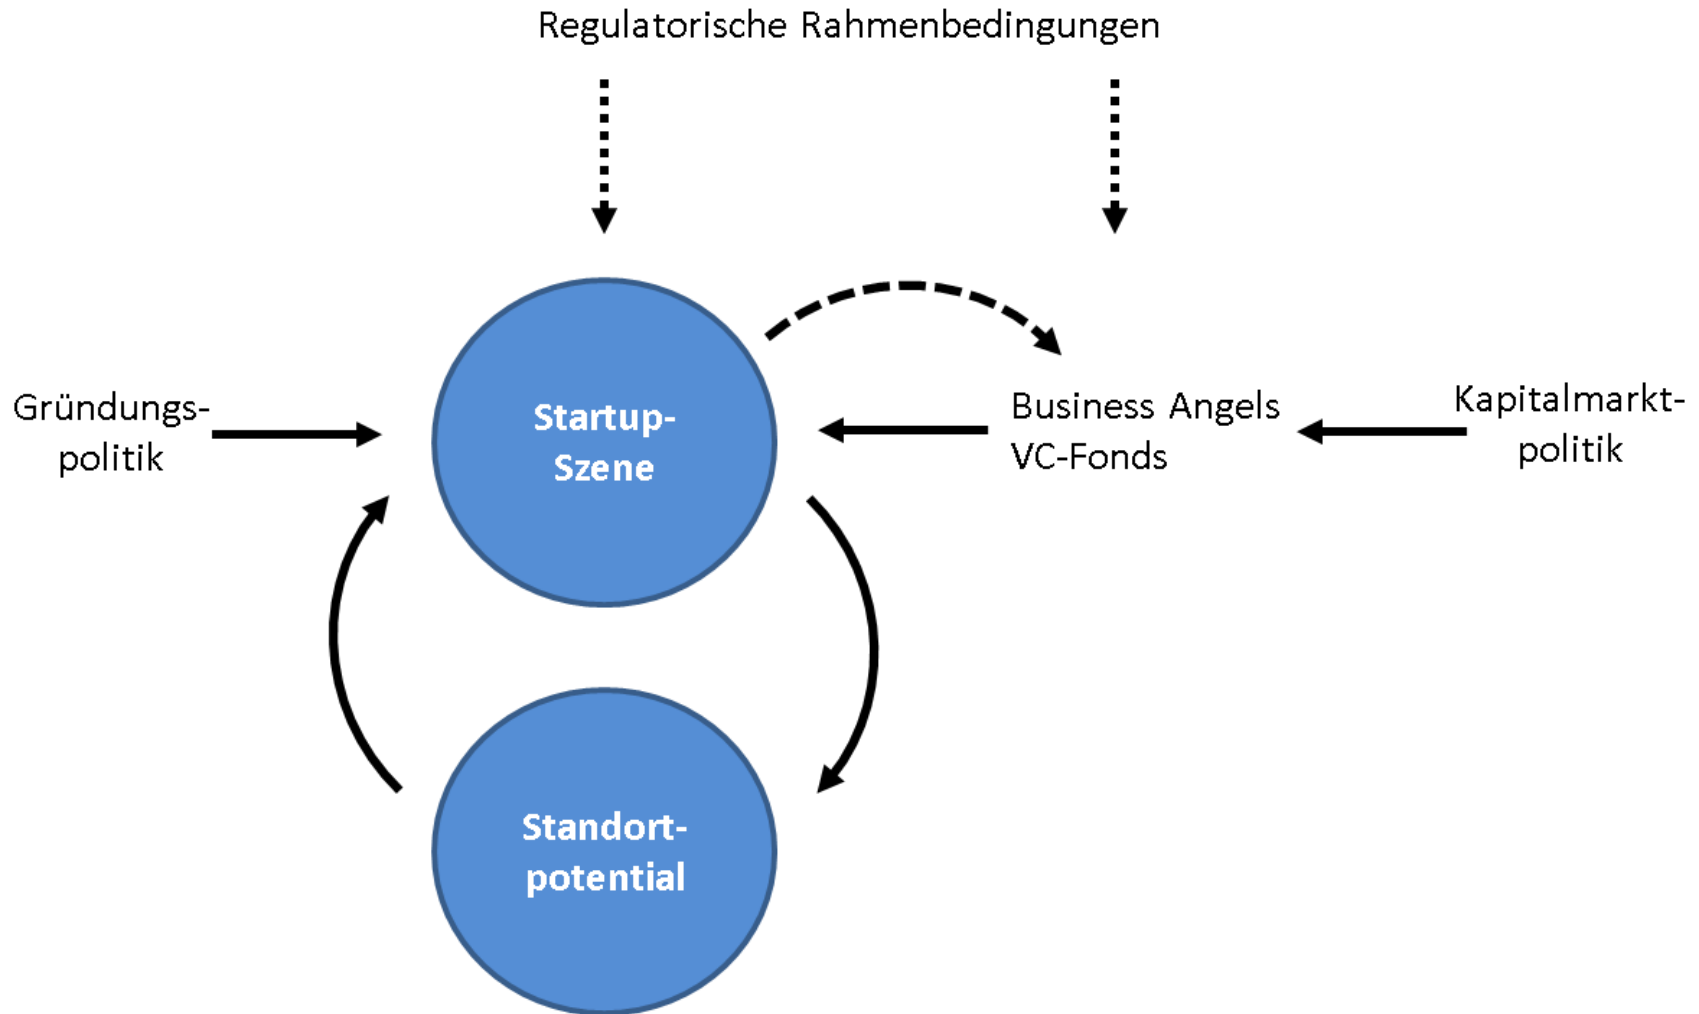 Regulatorische Rahmenbedingungen
Gründungs-
politik
Startup-
Szene
Business Angels
VC-Fonds
Kapitalmarkt-
politik
Standort-
potential